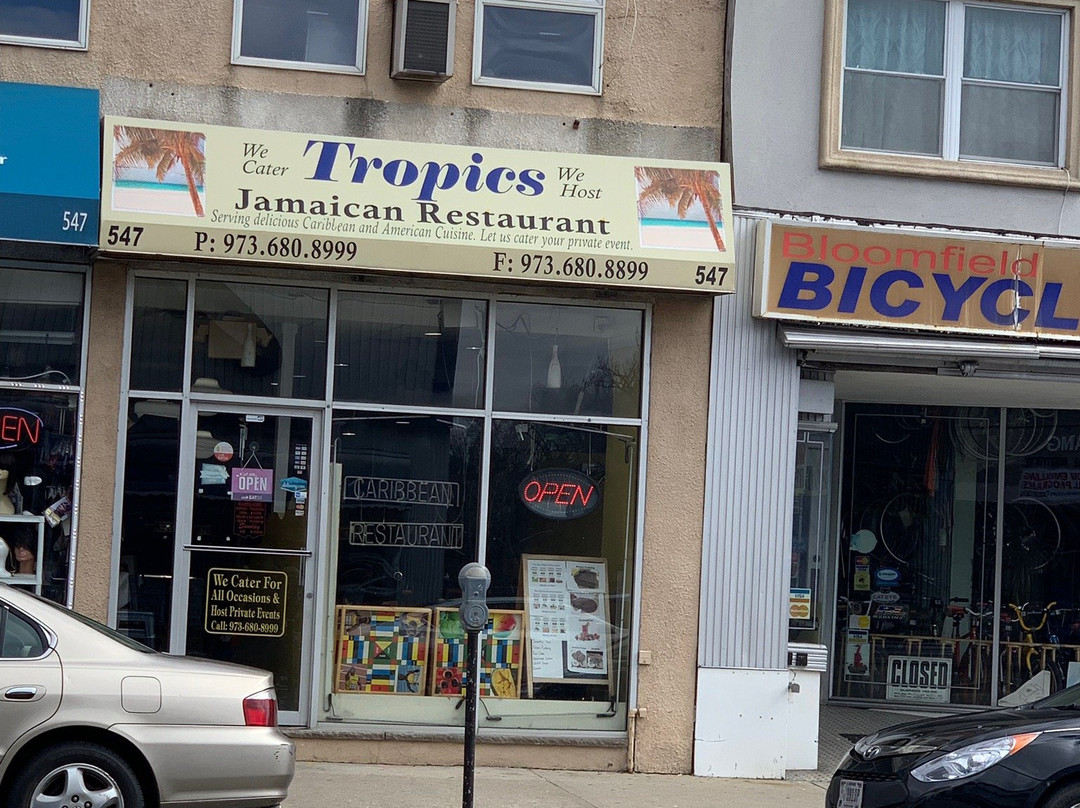 547
EN
We Cater
Tropics
We Host
Jamaican Restaurant
Serving delicious Caribbean and American Cuisine. Let us cater your private event.
547
P: 973.680.8999
F: 973.680.8899
547
OPEN
CARIBBEAN
RESTAURANT
OPEN
We Cater For
All Occasions &
Host Private Events
Call: 973-680-8999
Bloomfield
BICYCL
CLOSED